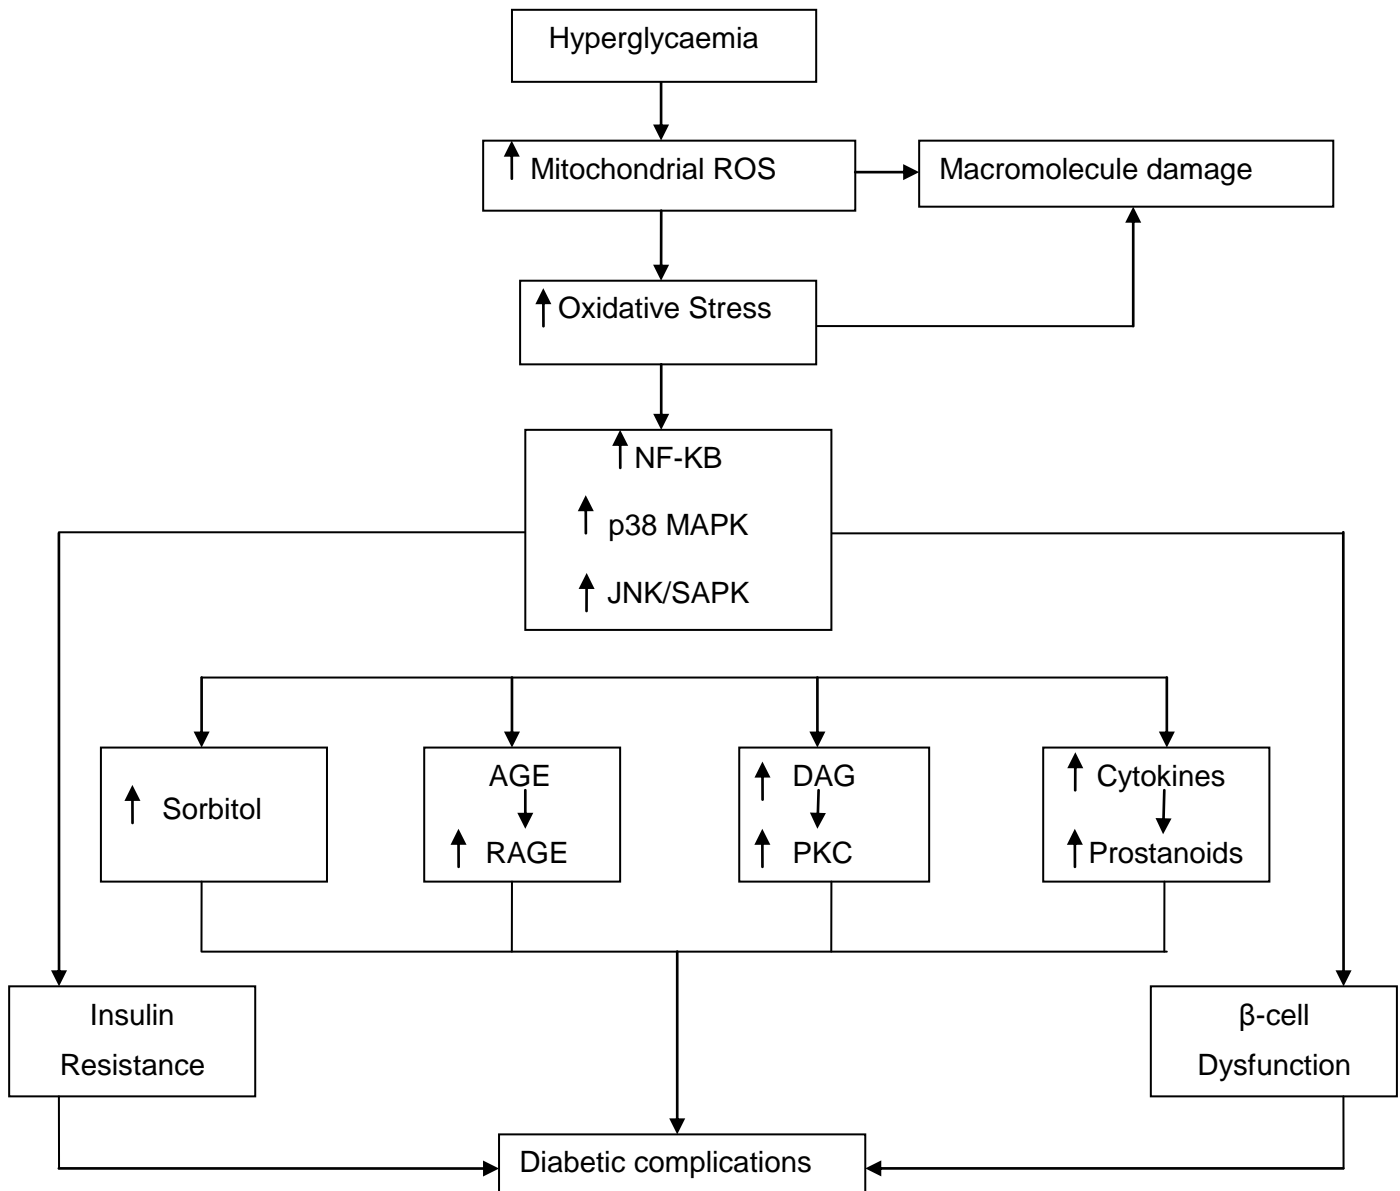 Hyperglycaemia
Mitochondrial ROS
Macromolecule damage
Oxidative Stress
NF-KB
p38 MAPK
JNK/SAPK
Sorbitol
AGE
RAGE
DAG
PKC
Cytokines
Prostanoids
Insulin
Resistance
β-cell
Dysfunction
Diabetic complications